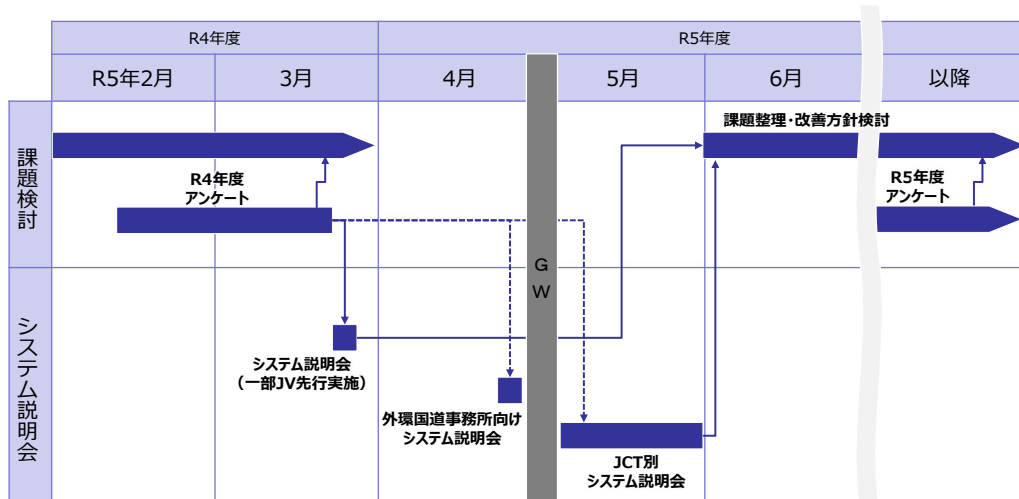 R4年度
R5年度
R5年2月
3月
4月
5月
6月
以降
課題検討
課題整理・改善方針検討
R4年度
アンケート
R5年度
アンケート
GW
システム説明会
システム説明会
（一部JV先行実施）
外環国道事務所向け
システム説明会
JCT別
システム説明会